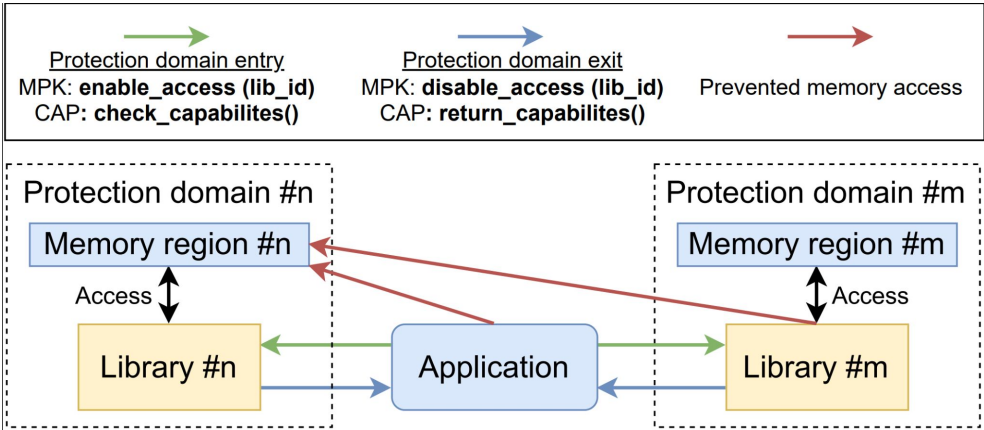 Protection domain entry
MPK: enable_access (lib_id)
CAP: check_capabilites()
Protection domain exit
MPK: disable_access (lib_id)
CAP: return_capabilites()
Prevented memory access
Protection domain #n
Memory region #n
Access
Library #n
Application
Protection domain #m
Memory region #m
Access
Library #m